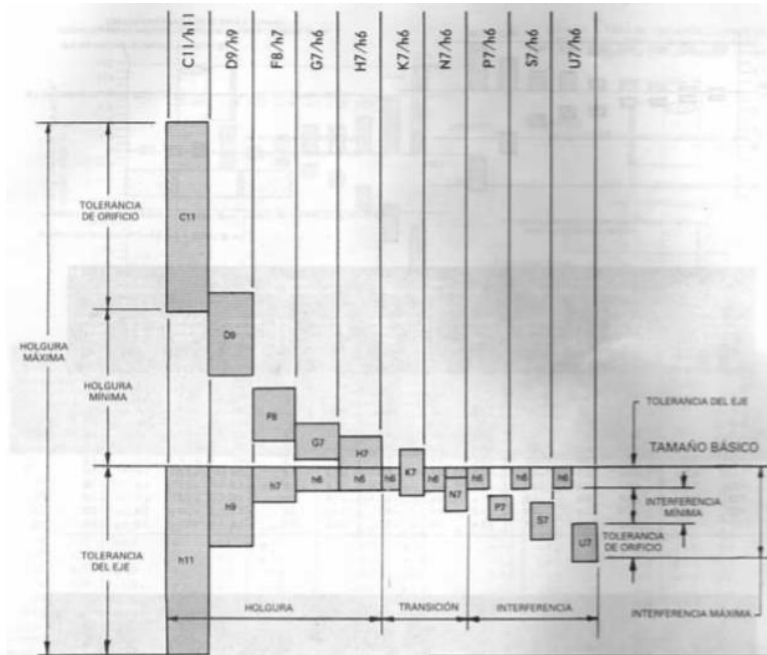 C11/h11
D9/h9
F8/h7
G7/h6
H7/h6
K7/h6
N7/h6
P7/h6
S7/h6
U7/h6
C11
TOLERANCIA
DE ORIFICIO
HOLGURA
MÁXIMA
HOLGURA
MÍNIMA
D9
F8
G7
H7
K7
TOLERANCIA DEL EJE
TAMAÑO BÁSICO
h11
h9
h7
h6
h6
h6
h6
h6
h6
h6
N7
P7
S7
U7
INTERFERENCIA
MÍNIMA
TOLERANCIA
DE ORIFICIO
TOLERANCIA
DEL EJE
HOLGURA
TRANSICIÓN
INTERFERENCIA
INTERFERENCIA MÁXIMA